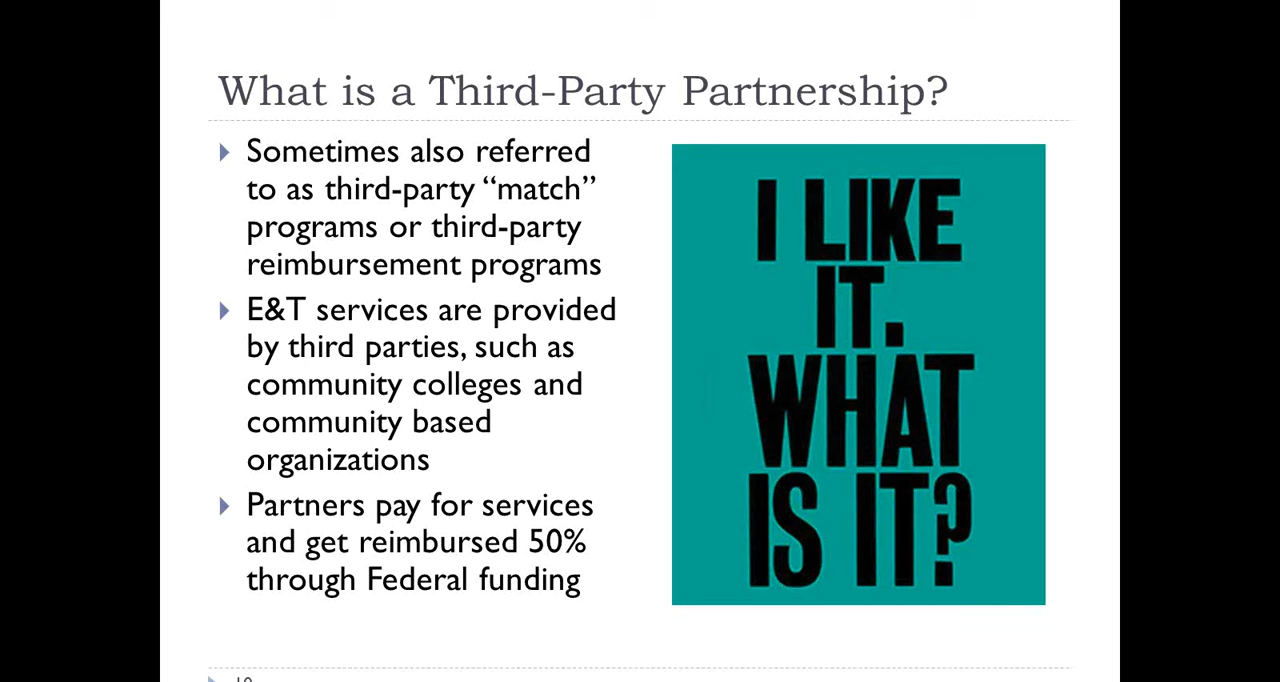 What is a Third-Party Partnership?
Sometimes also referred
to as third-party “match”
programs or third-party
reimbursement programs
E&T services are provided
by third parties, such as
community colleges and
community based
organizations
Partners pay for services
and get reimbursed 50%
through Federal funding
I LIKE
IT.
WHAT
IS IT?